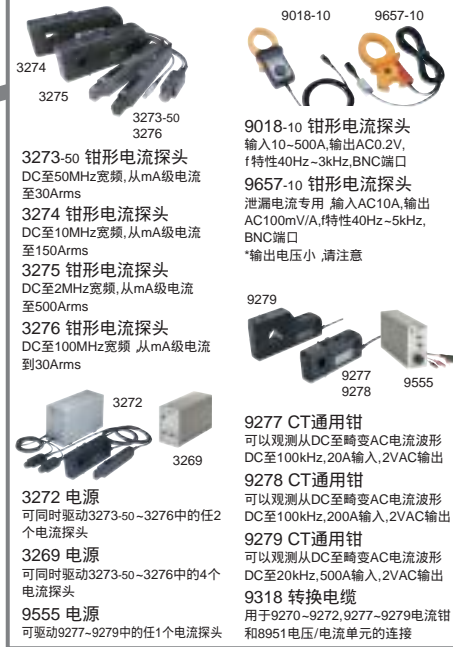 3274
3275
3273-50
3276
3273-50 钳形电流探头
DC至50MHz宽频,从mA级电流
至30Arms
3274 钳形电流探头
DC至10MHz宽频,从mA级电流
至150Arms
3275 钳形电流探头
DC至2MHz宽频,从mA级电流
至500Arms
3276 钳形电流探头
DC至100MHz宽频 ,从mA级电流
到30Arms
3272
3269
3272 电源
可同时驱动3273-50~3276中的任2
个电流探头
3269 电源
可同时驱动3273-50~3276中的4个
电流探头
9555 电源
可驱动9277~9279中的任1个电流探头
9018-10
9657-10
9018-10 钳形电流探头
输入10~500A,输出AC0.2V,
f 特性40Hz~3kHz,BNC端口
9657-10 钳形电流探头
泄漏电流专用 ,输入AC10A,输出
AC100mV/A,f特性40Hz~5kHz,
BNC端口
*输出电压小 ,请注意
9279
9277
9278
9555
9277 CT通用钳
可以观测从DC至畸变AC电流波形
DC至100kHz,20A输入,2VAC输出
9278 CT通用钳
可以观测从DC至畸变AC电流波形
DC至100kHz,200A输入,2VAC输出
9279 CT通用钳
可以观测从DC至畸变AC电流波形
DC至20kHz,500A输入,2VAC输出
9318 转换电缆
用于9270~9272,9277~9279电流钳
和8951电压/电流单元的连接